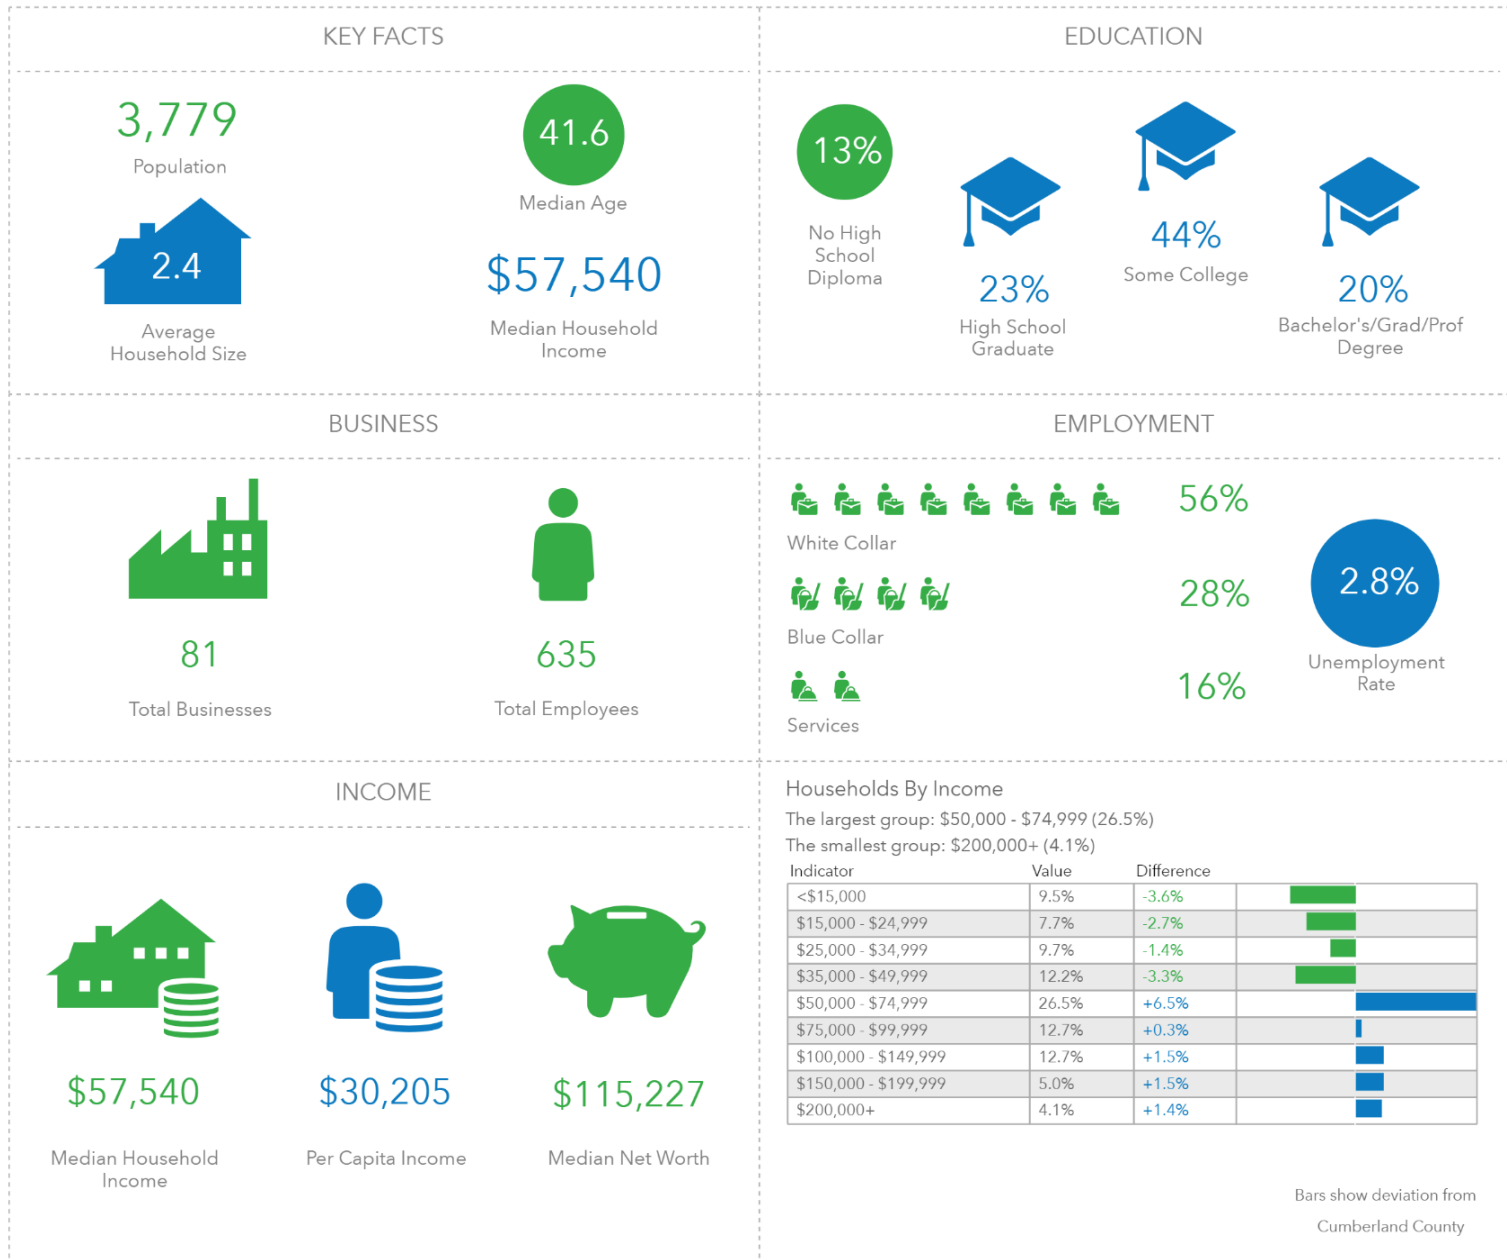 KEY FACTS
3,779
Population
41.6
Median Age
2.4
Average
Household Size
$57,540
Median Household
Income
EDUCATION
13%
No High
School
Diploma
23%
High School
Graduate
44%
Some College
20%
Bachelor's/Grad/Prof
Degree
BUSINESS
81
Total Businesses
635
Total Employees
EMPLOYMENT
56%
White Collar
28%
Blue Collar
16%
Services
2.8%
Unemployment
Rate
INCOME
$57,540
Median Household
Income
$30,205
Per Capita Income
$115,227
Median Net Worth
Households By Income
The largest group: $50,000 - $74,999 (26.5%)
The smallest group: $200,000+ (4.1%)
Indicator Value Difference
<$15,000 9.5% -3.6%
$15,000 - $24,999 7.7% -2.7%
$25,000 - $34,999 9.7% -1.4%
$35,000 - $49,999 12.2% -3.3%
$50,000 - $74,999 26.5% +6.5%
$75,000 - $99,999 12.7% +0.3%
$100,000 - $149,999 12.7% +1.5%
$150,000 - $199,999 5.0% +1.5%
$200,000+ 4.1% +1.4%
Bars show deviation from
Cumberland County